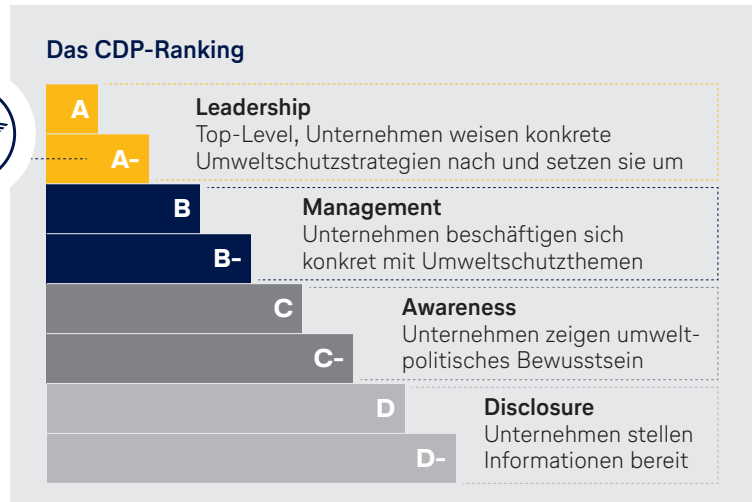 Das CDP-Ranking
A
Leadership
Top-Level, Unternehmen weisen konkrete
A-
Umweltschutzstrategien nach und setzen sie um
B
Management
Unternehmen beschäftigen sich
B-
konkret mit Umweltschutzthemen
C
Awareness
Unternehmen zeigen umwelt-
C-
politisches Bewusstsein
D
Disclosure
Unternehmen stellen
D-
Informationen bereit